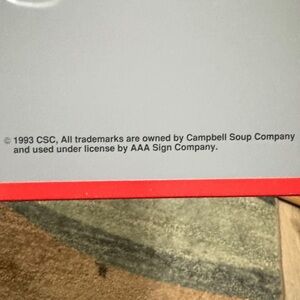 © 1993 CSC, All trademarks are owned by Campbell Soup Company
and used under license by AAA Sign Company.